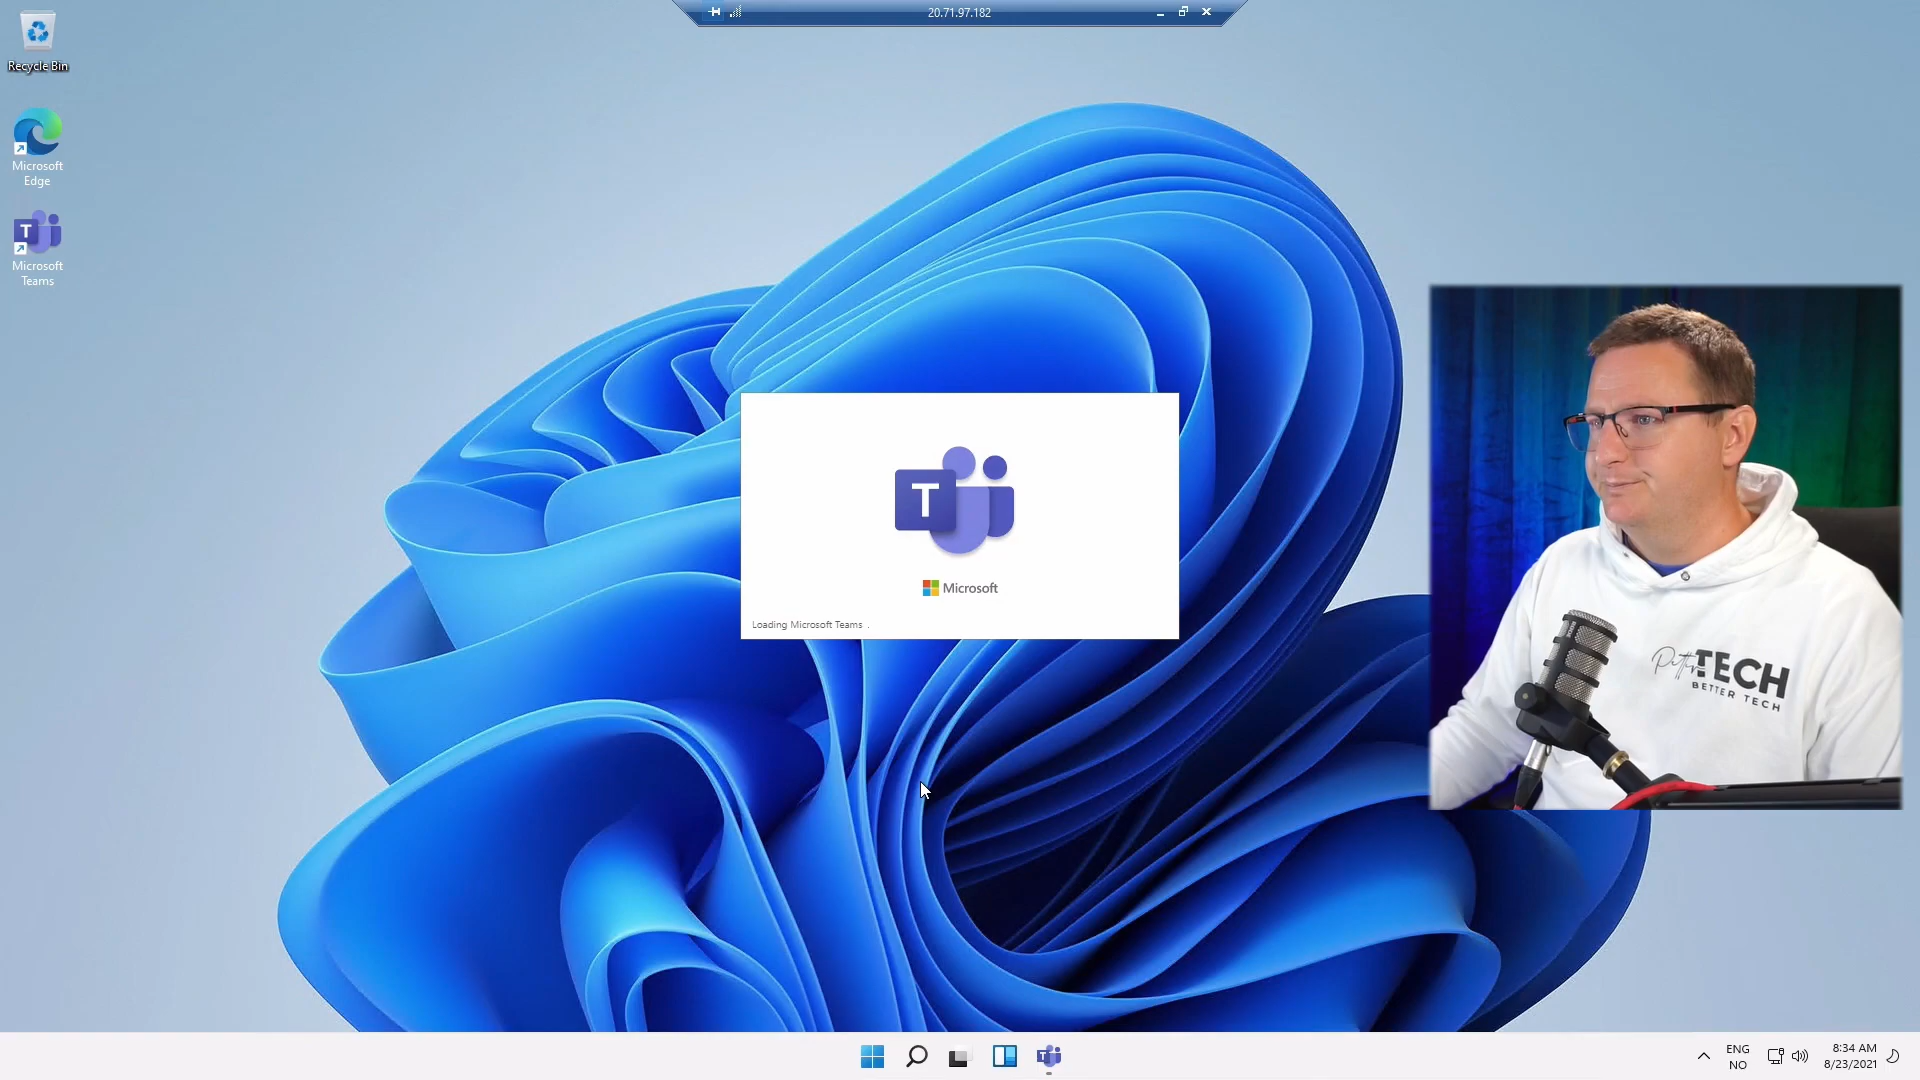 20.71.97.182
Recycle Bin
Microsoft
Edge
T
Microsoft
Teams
T
Microsoft
Loading Microsoft Teams ..
Petter
TECH
BETTER TECH
ENG
NO
8:34 AM
8/23/2021